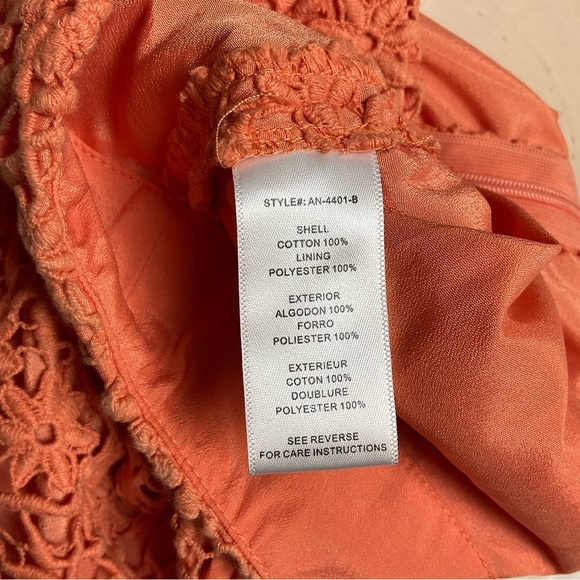 STYLE#: AN-4401-B
SHELL
COTTON 100%
LINING
POLYESTER 100%
EXTERIOR
ALGODON 100%
FORRO
POLIESTER 100%
EXTERIEUR
COTON 100%
DOUBLURE
POLYESTER 100%
SEE REVERSE
FOR CARE INSTRUCTIONS